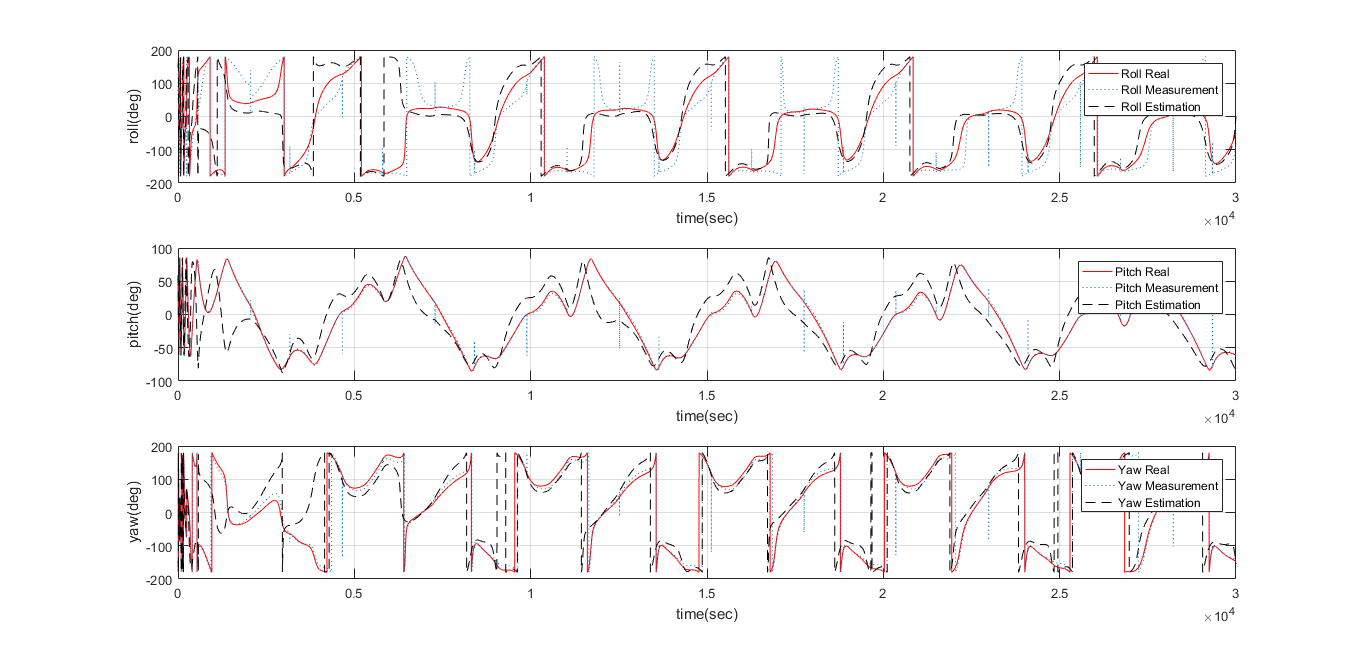 200
100
0
-100
-200
roll(deg)
Roll Real
Roll Measurement
Roll Estimation
0 0.5 1 1.5 2 2.5 3
time(sec)
×10^4
100
50
0
-50
-100
pitch(deg)
Pitch Real
Pitch Measurement
Pitch Estimation
0 0.5 1 1.5 2 2.5 3
time(sec)
×10^4
200
100
0
-100
-200
yaw(deg)
Yaw Real
Yaw Measurement
Yaw Estimation
0 0.5 1 1.5 2 2.5 3
time(sec)
×10^4